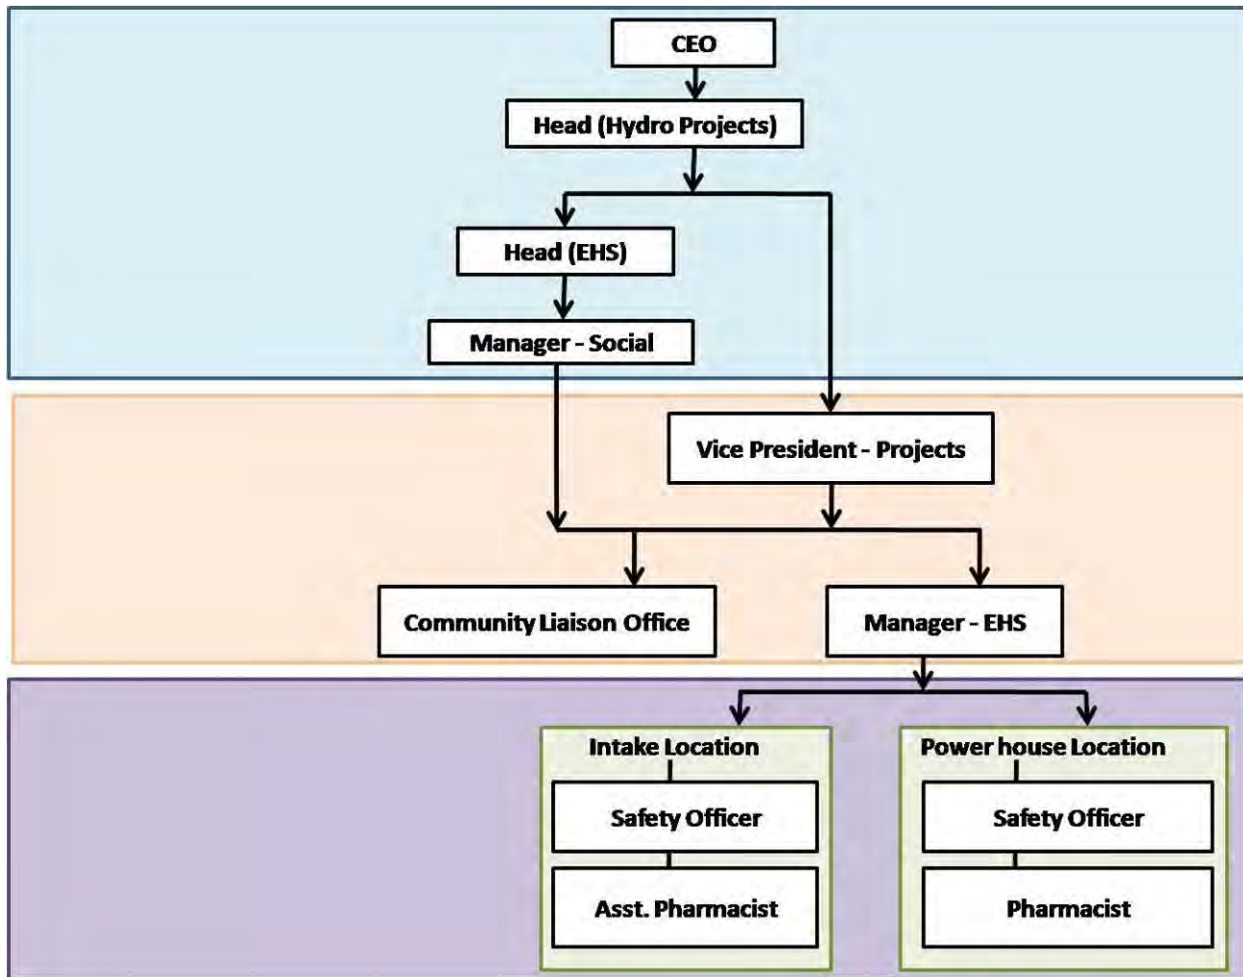 CEO
Head (Hydro Projects)
Head (EHS)
Manager - Social
Vice President - Projects
Community Liaison Office
Manager - EHS
Intake Location
Power house Location
Safety Officer
Safety Officer
Asst. Pharmacist
Pharmacist